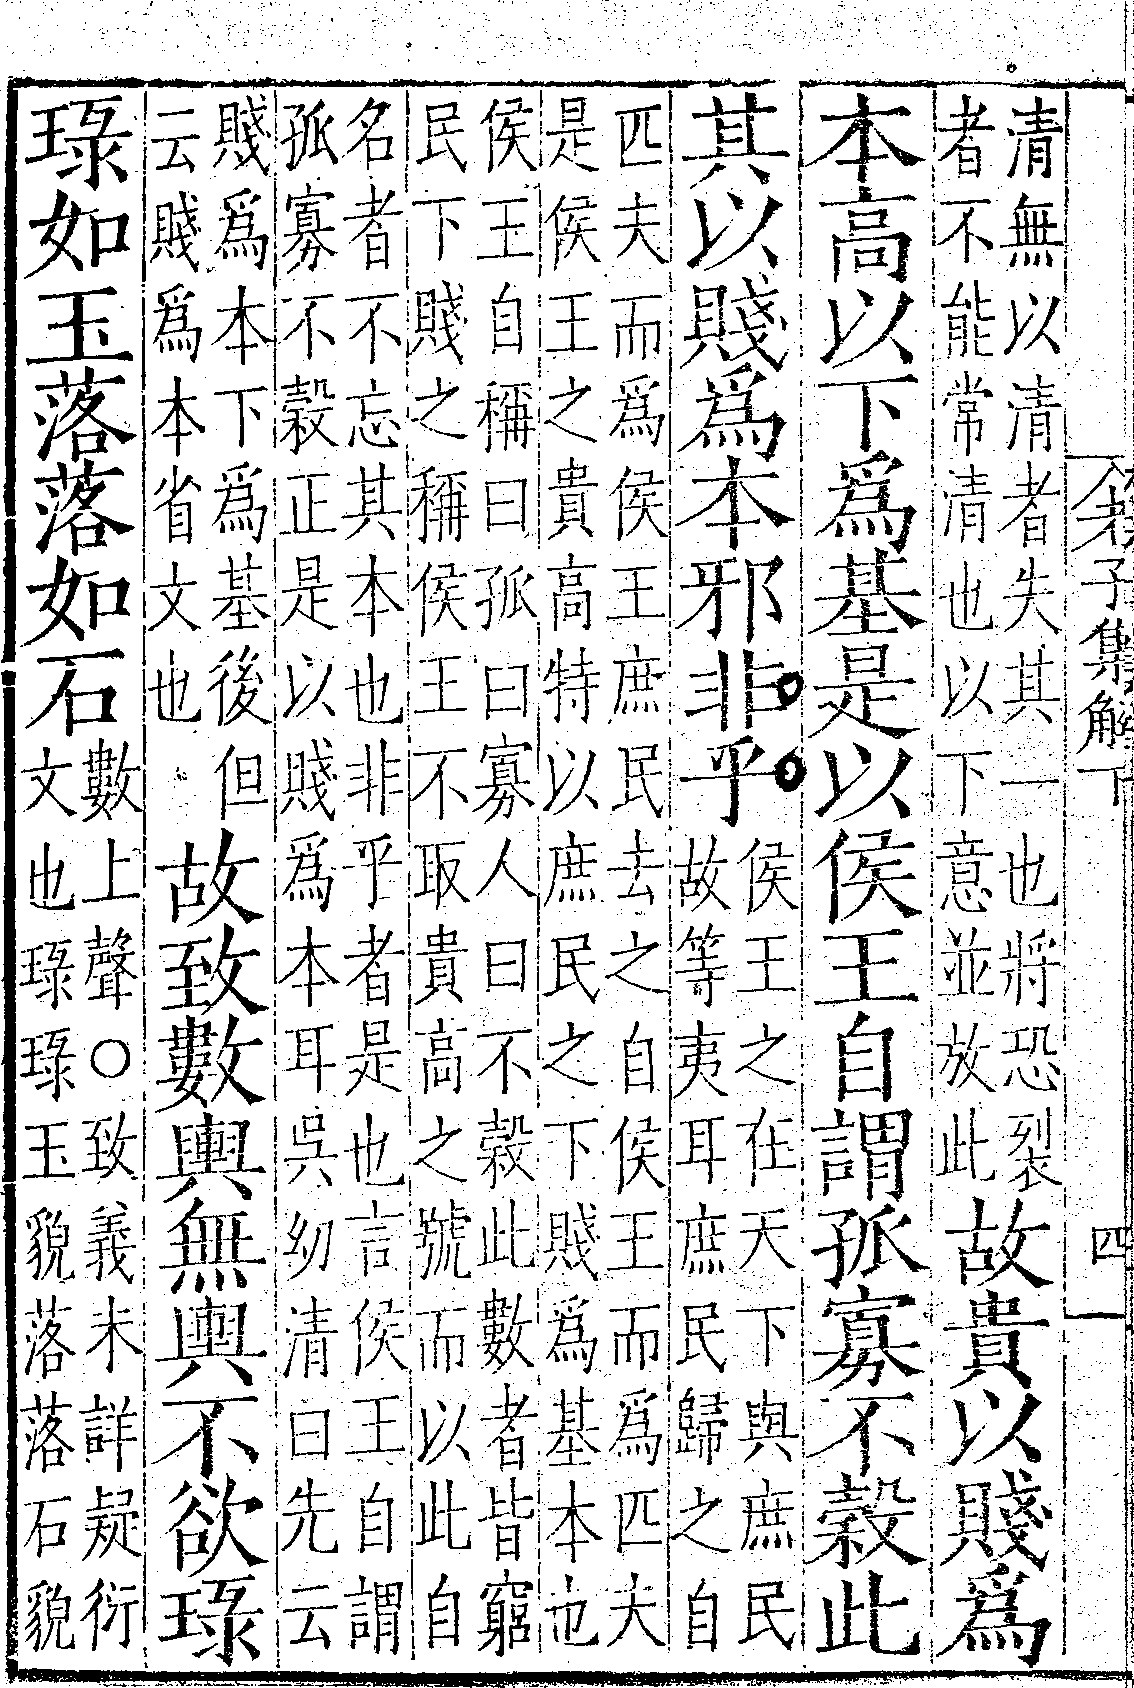 老子集解下 四
清無以清者失其一也將恐裂
者不能常清也以下意並放此
故貴以賤爲
本高以下爲基是以侯王自謂孤寡不穀此
其以賤爲本邪非乎
侯王之在天下與庶民
故等夷耳庶民歸之自
匹夫而爲侯王庶民去之自侯王而爲匹夫
是侯王之貴高特以庶民之下賤爲基本也
侯王自稱曰孤曰寡人曰不穀此數者皆窮
民下賤之稱侯王不取貴高之號而以此自
名者不忘其本也非乎者是也言侯王自謂
孤寡不穀正是以賤爲本耳吳幼清曰先云
賤爲本下爲基後但
云賤爲本省文也
故致數輿無輿不欲琭
琭如玉落落如石
數上聲○致義未詳疑衍
文也琭琭玉貌落落石貌